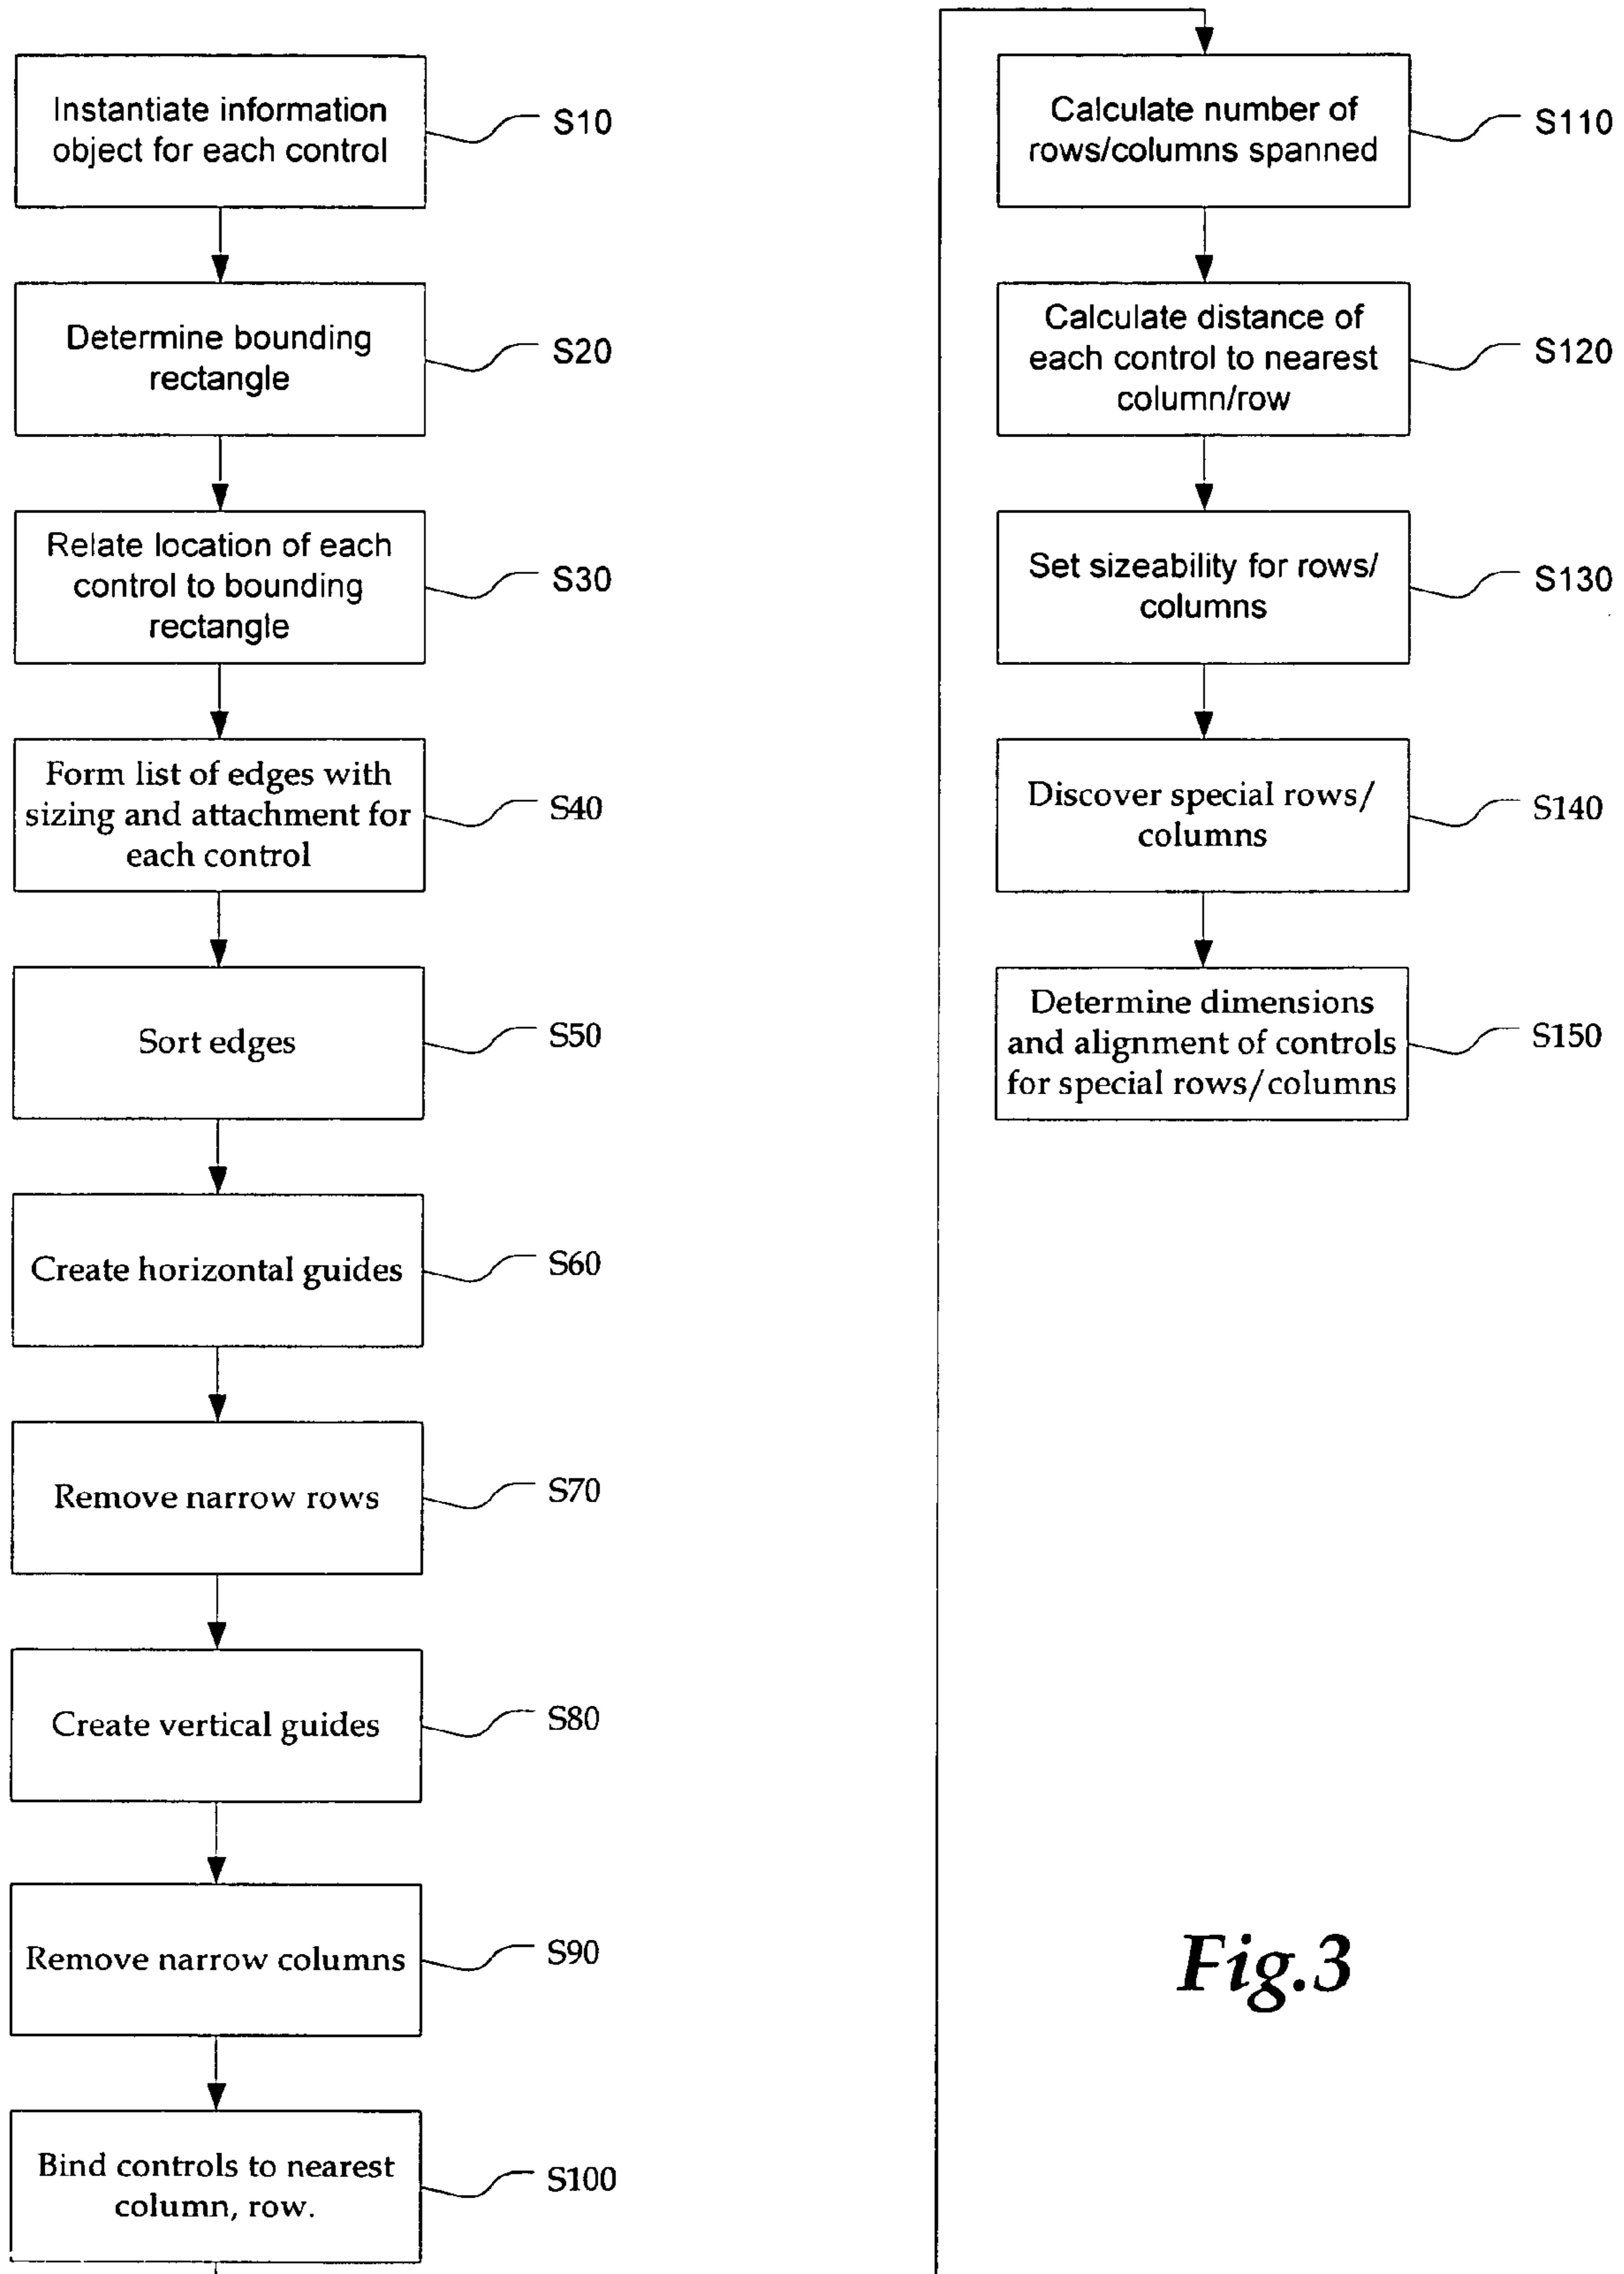 Instantiate information
object for each control
S10
Determine bounding
rectangle
S20
Relate location of each
control to bounding
rectangle
S30
Form list of edges with
sizing and attachment for
each control
S40
Sort edges
S50
Create horizontal guides
S60
Remove narrow rows
S70
Create vertical guides
S80
Remove narrow columns
S90
Bind controls to nearest
column, row.
S100
Calculate number of
rows/columns spanned
S110
Calculate distance of
each control to nearest
column/row
S120
Set sizeability for rows/
columns
S130
Discover special rows/
columns
S140
Determine dimensions
and alignment of controls
for special rows/columns
S150
Fig.3